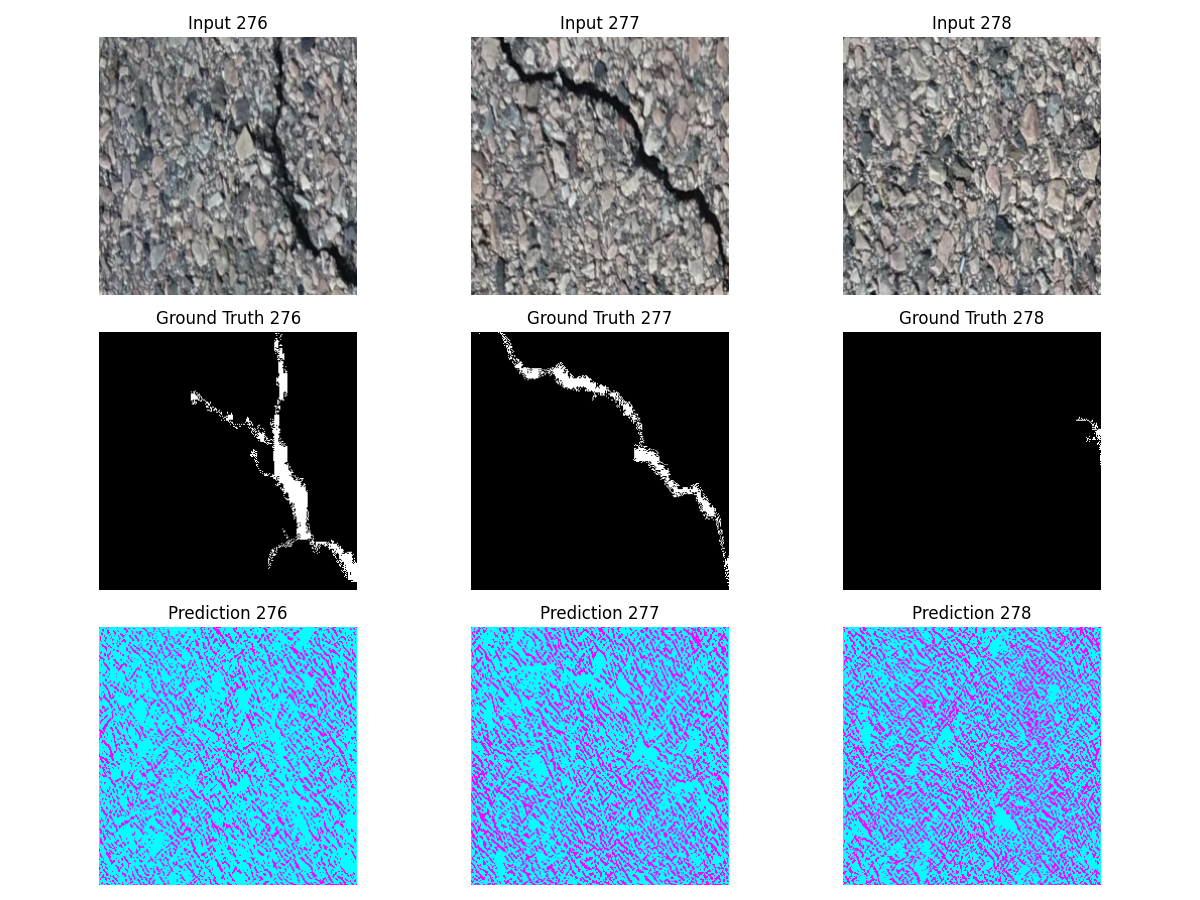 Input 276
Input 277
Input 278
Ground Truth 276
Ground Truth 277
Ground Truth 278
Prediction 276
Prediction 277
Prediction 278